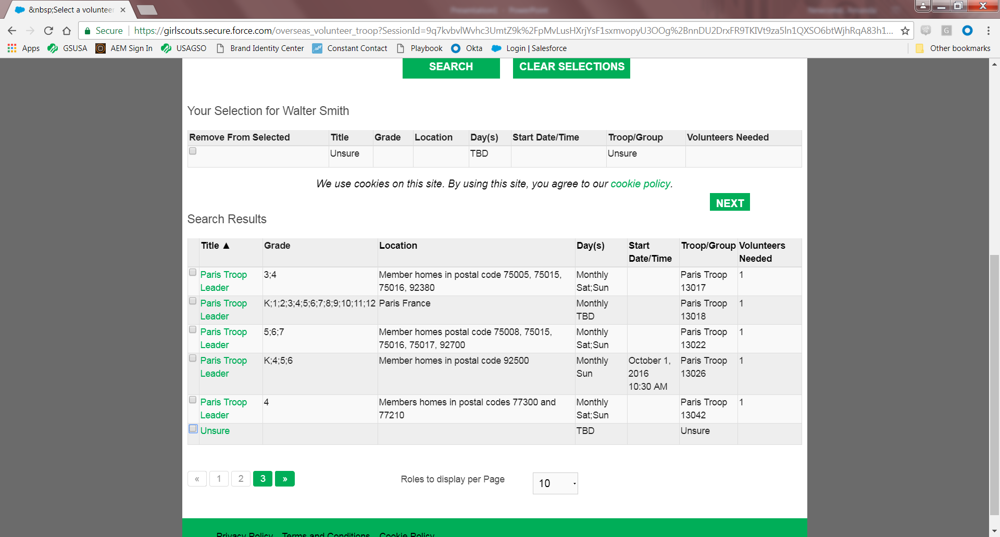 &nbsp;Select a volunteer
Secure
https://girlscouts.secure.force.com/overseas_volunteer_troop?SessionId=9q7kvbvlWvhc3UmtZ9k%2FpMvLusHXrjYsF1sxmvopyU3OOg%2BnnDU2DrxFR9TKIVt9za5ln1QXSO6btWjhRqA83h1...
Apps GSUSA AEM Sign In USAGSO Brand Identity Center Constant Contact Playbook Okta Login | Salesforce Other bookmarks
SEARCH CLEAR SELECTIONS
Your Selection for Walter Smith
Remove From Selected Title Grade Location Day(s) Start Date/Time Troop/Group Volunteers Needed
Unsure TBD Unsure
We use cookies on this site. By using this site, you agree to our cookie policy.
NEXT
Search Results
Title ▲ Grade Location Day(s) Start Troop/Group Volunteers
Date/Time Needed
Paris Troop 3;4 Member homes in postal code 75005, 75015, Monthly Paris Troop 1
Leader 75016, 92380 Sat;Sun 13017
Paris Troop K;1;2;3;4;5;6;7;8;9;10;11;12 Paris France Monthly Paris Troop 1
Leader TBD 13018
Paris Troop 5;6;7 Member homes postal code 75008, 75015, Monthly Paris Troop 1
Leader 75016, 75017, 92700 Sat;Sun 13022
Paris Troop K;4;5;6 Member homes in postal code 92500 Monthly October 1, Paris Troop 1
Leader Sun 2016 13026
10:30 AM
Paris Troop 4 Members homes in postal codes 77300 and Monthly Paris Troop 1
Leader 77210 Sat;Sun 13042
Unsure TBD Unsure
« 1 2 3 » Roles to display per Page 10
Privacy Policy Terms and Conditions Cookie Policy